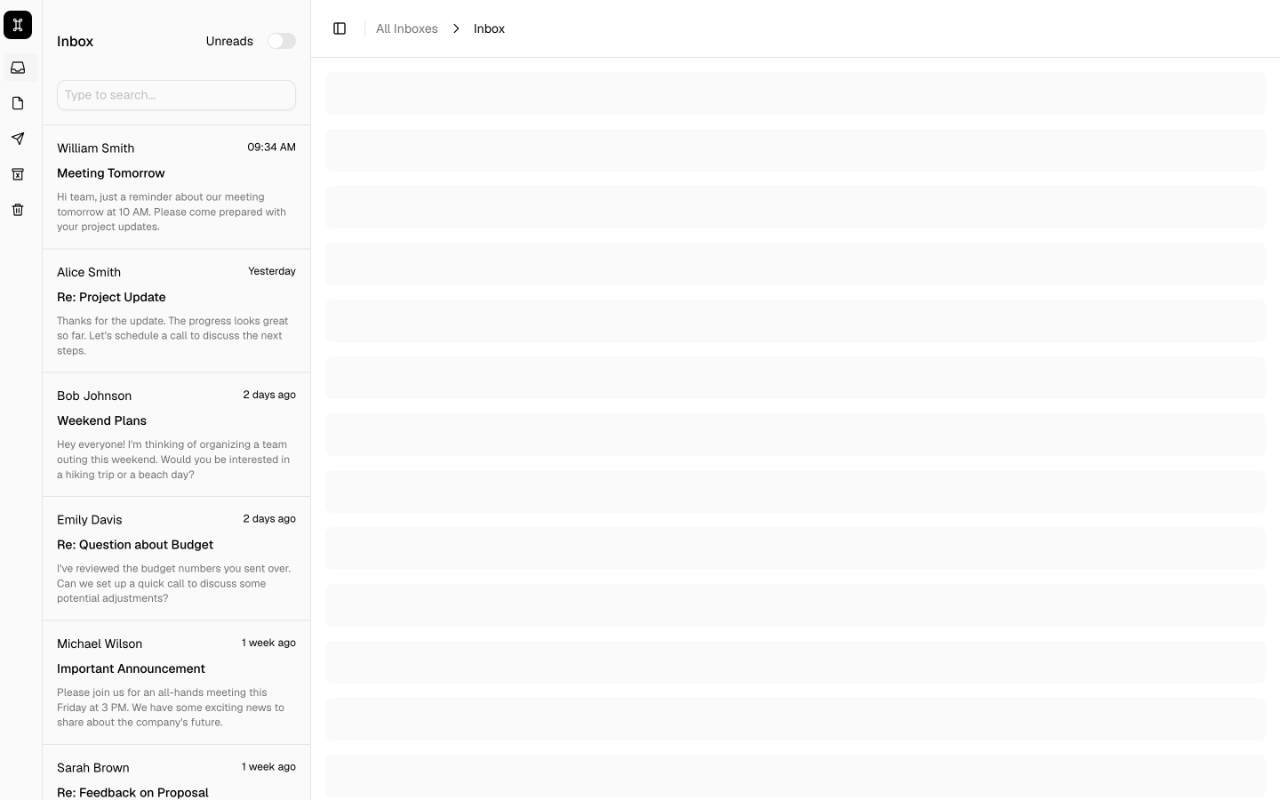 Inbox
Unreads
Type to search...
William Smith
09:34 AM
Meeting Tomorrow
Hi team, just a reminder about our meeting
tomorrow at 10 AM. Please come prepared with
your project updates.
Alice Smith
Yesterday
Re: Project Update
Thanks for the update. The progress looks great
so far. Let's schedule a call to discuss the next
steps.
Bob Johnson
2 days ago
Weekend Plans
Hey everyone! I'm thinking of organizing a team
outing this weekend. Would you be interested in
a hiking trip or a beach day?
Emily Davis
2 days ago
Re: Question about Budget
I've reviewed the budget numbers you sent over.
Can we set up a quick call to discuss some
potential adjustments?
Michael Wilson
1 week ago
Important Announcement
Please join us for an all-hands meeting this
Friday at 3 PM. We have some exciting news to
share about the company's future.
Sarah Brown
1 week ago
Re: Feedback on Proposal
All Inboxes
Inbox